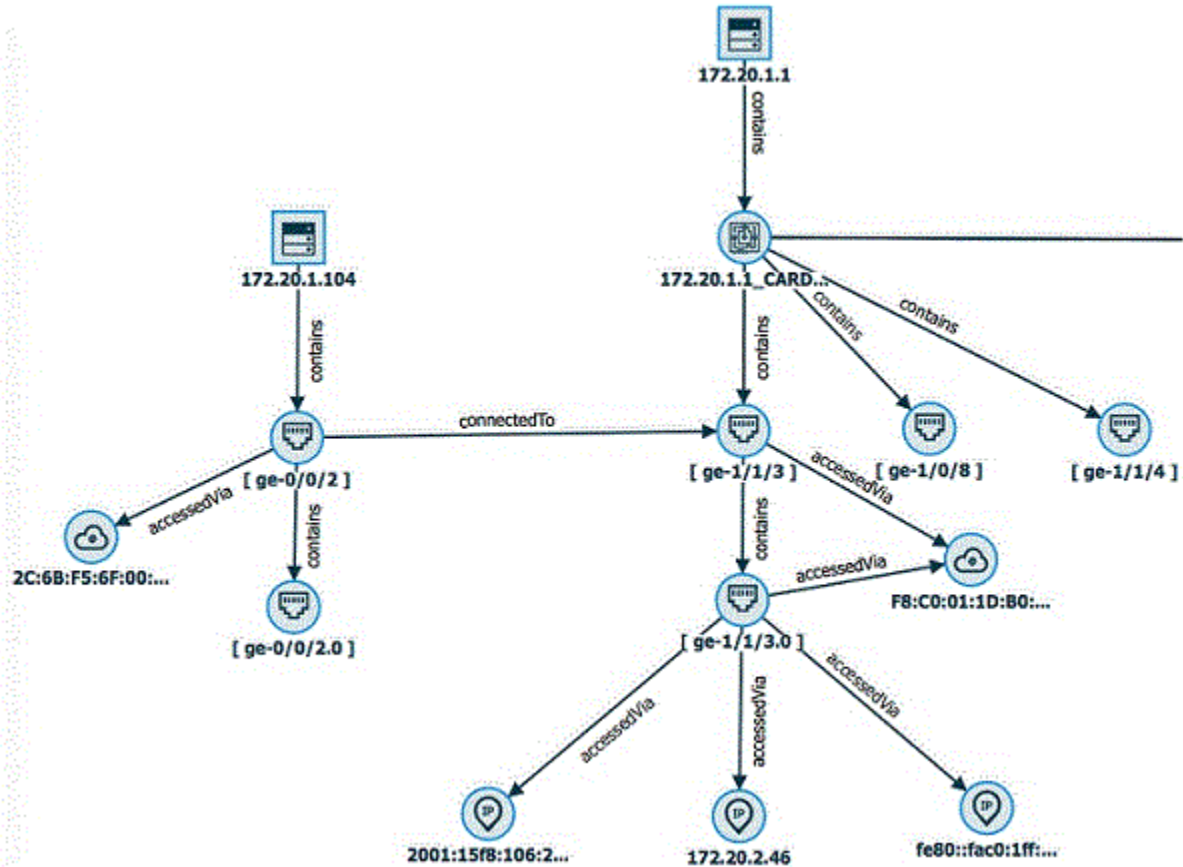 172.20.1.1
contains
172.20.1.104
172.20.1.1_CARD...
contains
contains
contains
contains
connectedTo
[ ge-0/0/2 ]
[ ge-1/1/3 ]
[ ge-1/0/8 ]
[ ge-1/1/4 ]
accessedVia
accessedVia
contains
contains
accessedVia
2C:6B:F5:6F:00:...
F8:C0:01:1D:B0:...
[ ge-0/0/2.0 ]
[ ge-1/1/3.0 ]
accessedVia
accessedVia
accessedVia
2001:15f8:106:2...
172.20.2.46
fe80::fac0:1ff:...